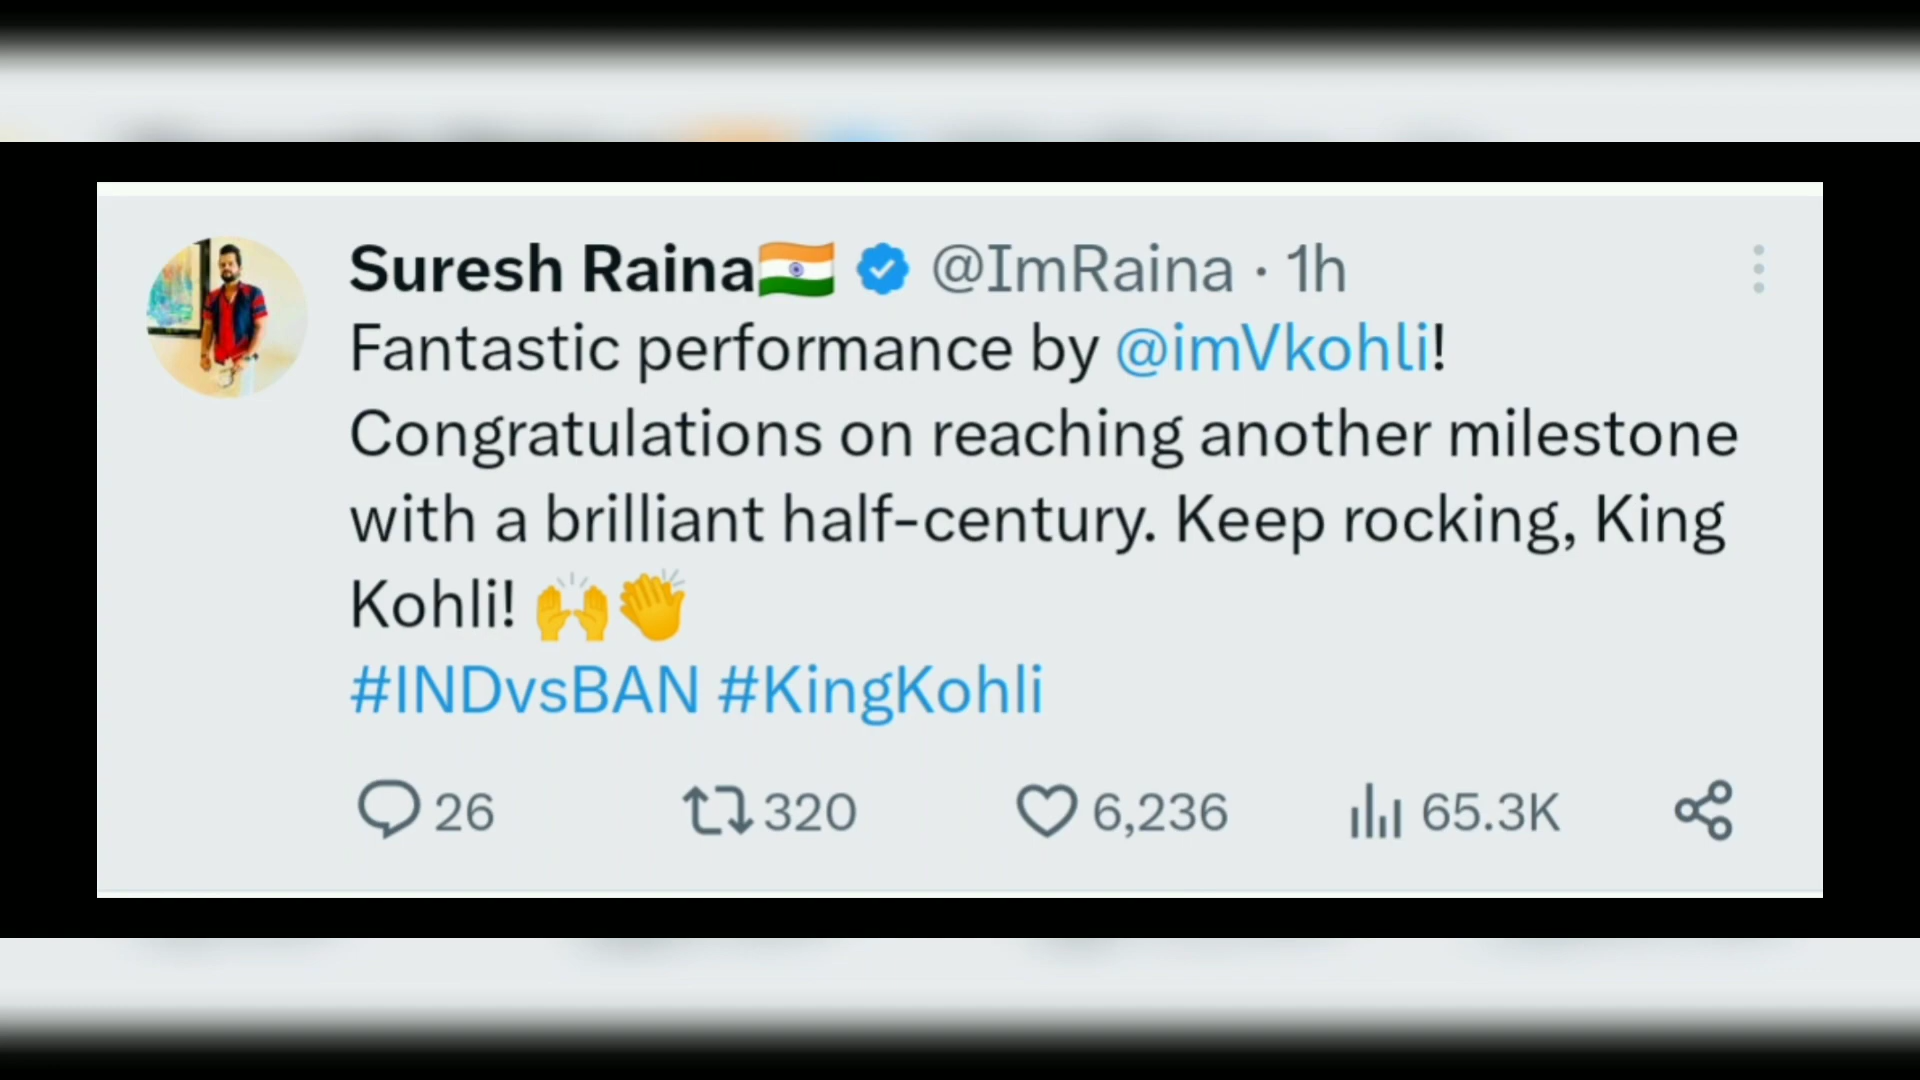 Suresh Raina🇮🇳 @ImRaina · 1h
Fantastic performance by @imVkohli!
Congratulations on reaching another milestone
with a brilliant half-century. Keep rocking, King
Kohli! 🙌👏
#INDvsBAN #KingKohli
26 320 6,236 65.3K